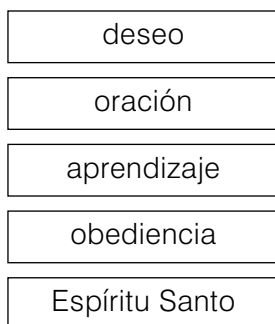 deseo
oración
aprendizaje
obediencia
Espíritu Santo